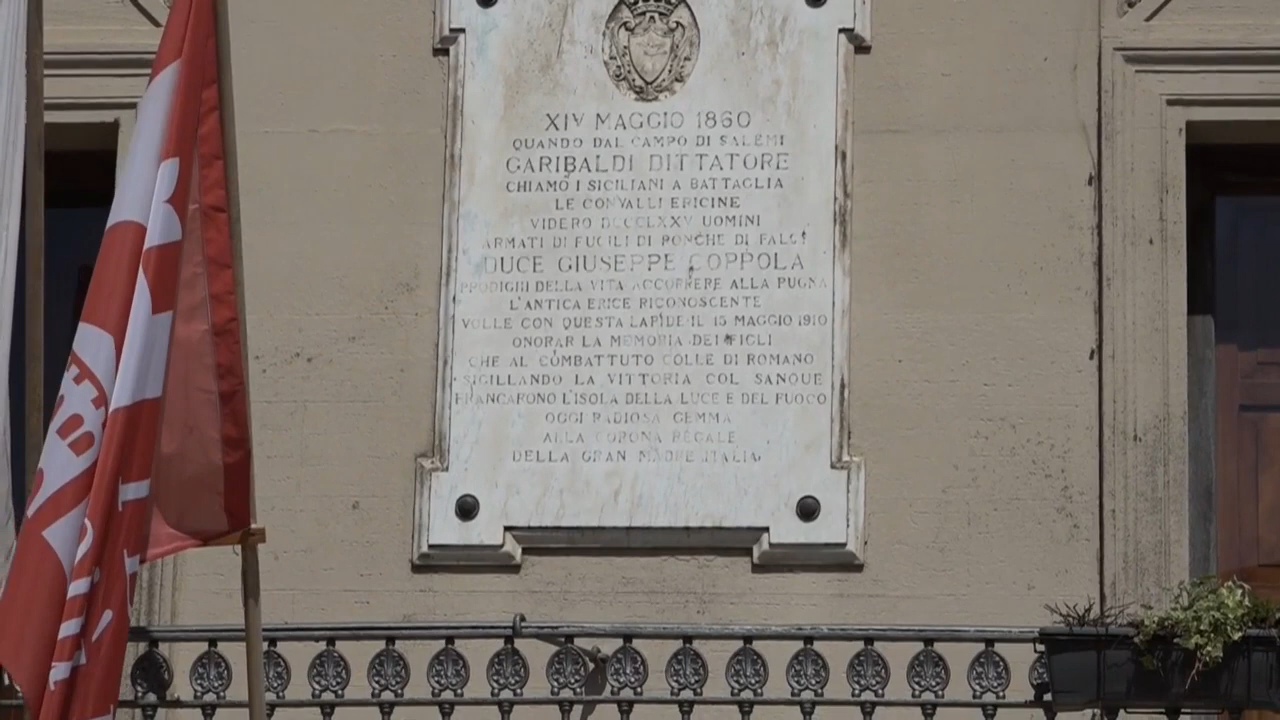 XIV MAGGIO 1860
QUANDO DAL CAMPO DI SALEMI
GARIBALDI DITTATORE
CHIAMÒ I SICILIANI A BATTAGLIA
LE CONVALLI ERICINE
VIDERO DCCCLXXV UOMINI
ARMATI DI FUCILI DI RONCHE DI FALCI
DUCE GIUSEPPE COPPOLA
PRODIGHI DELLA VITA ACCORRERE ALLA PUGNA
L'ANTICA ERICE RICONOSCENTE
VOLLE CON QUESTA LAPIDE IL 15 MAGGIO 1910
ONORAR LA MEMORIA DEI FIGLI
CHE AL COMBATTUTO COLLE DI ROMANO
SIGILLANDO LA VITTORIA COL SANGUE
FRANCARONO L'ISOLA DELLA LUCE E DEL FUOCO
OGGI RADIOSA GEMMA
ALLA CORONA REGALE
DELLA GRAN MADRE ITALIA